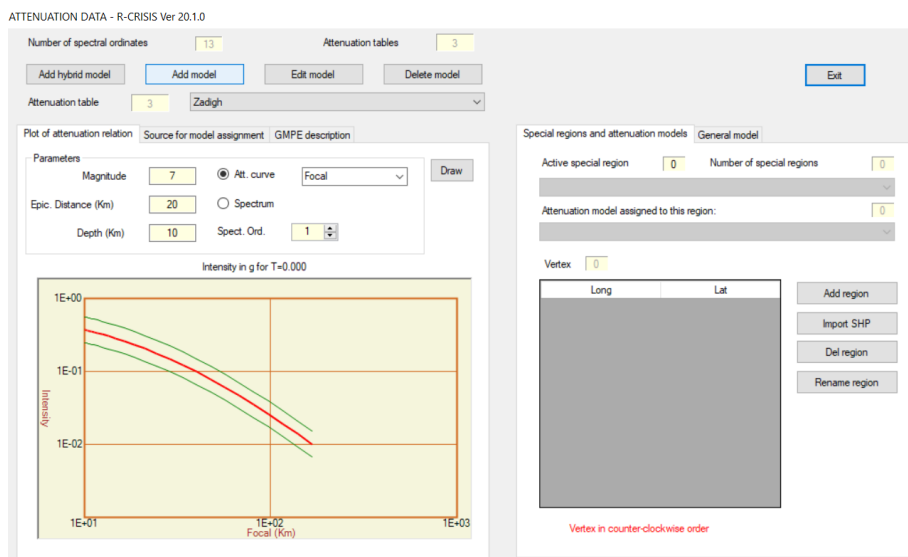 ATTENUATION DATA - R-CRISIS Ver 20.1.0
Number of spectral ordinates 13 Attenuation tables 3
Add hybrid model Add model Edit model Delete model Exit
Attenuation table 3 Zadigh
Plot of attenuation relation Source for model assignment GMPE description
Parameters
Magnitude 7 Att. curve Focal Draw
Epic. Distance (Km) 20 Spectrum
Depth (Km) 10 Spect. Ord. 1
Intensity in g for T=0.000
1E+00
1E-01
Intensity
1E-02
1E+01 1E+02 1E+03
Focal (Km)
Special regions and attenuation models General model
Active special region 0 Number of special regions 0
Attenuation model assigned to this region: 0
Vertex 0
Long Lat
Add region
Import SHP
Del region
Rename region
Vertex in counter-clockwise order